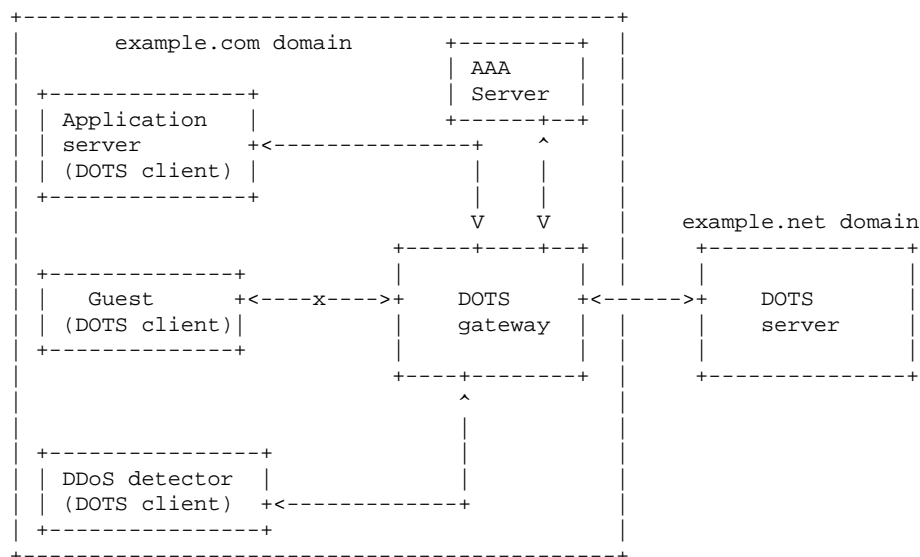 example.com domain
AAA
Server
Application
server
(DOTS client)
example.net domain
Guest
(DOTS client)
x
DOTS
gateway
DOTS
server
DDoS detector
(DOTS client)